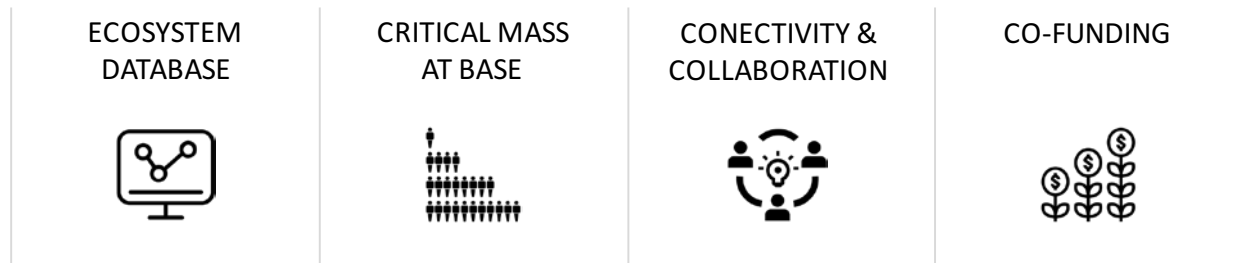 ECOSYSTEM
DATABASE
CRITICAL MASS
AT BASE
CONECTIVITY &
COLLABORATION
CO-FUNDING
$
$
$